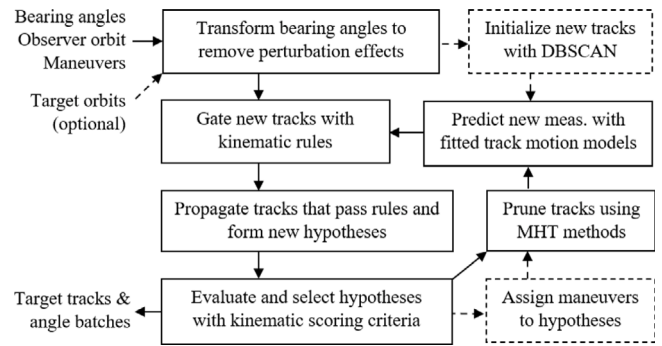 Bearing angles
Observer orbit
Maneuvers
Target orbits
(optional)
Transform bearing angles to
remove perturbation effects
Initialize new tracks
with DBSCAN
Gate new tracks with
kinematic rules
Predict new meas. with
fitted track motion models
Propagate tracks that pass rules and
form new hypotheses
Prune tracks using
MHT methods
Target tracks &
angle batches
Evaluate and select hypotheses
with kinematic scoring criteria
Assign maneuvers
to hypotheses